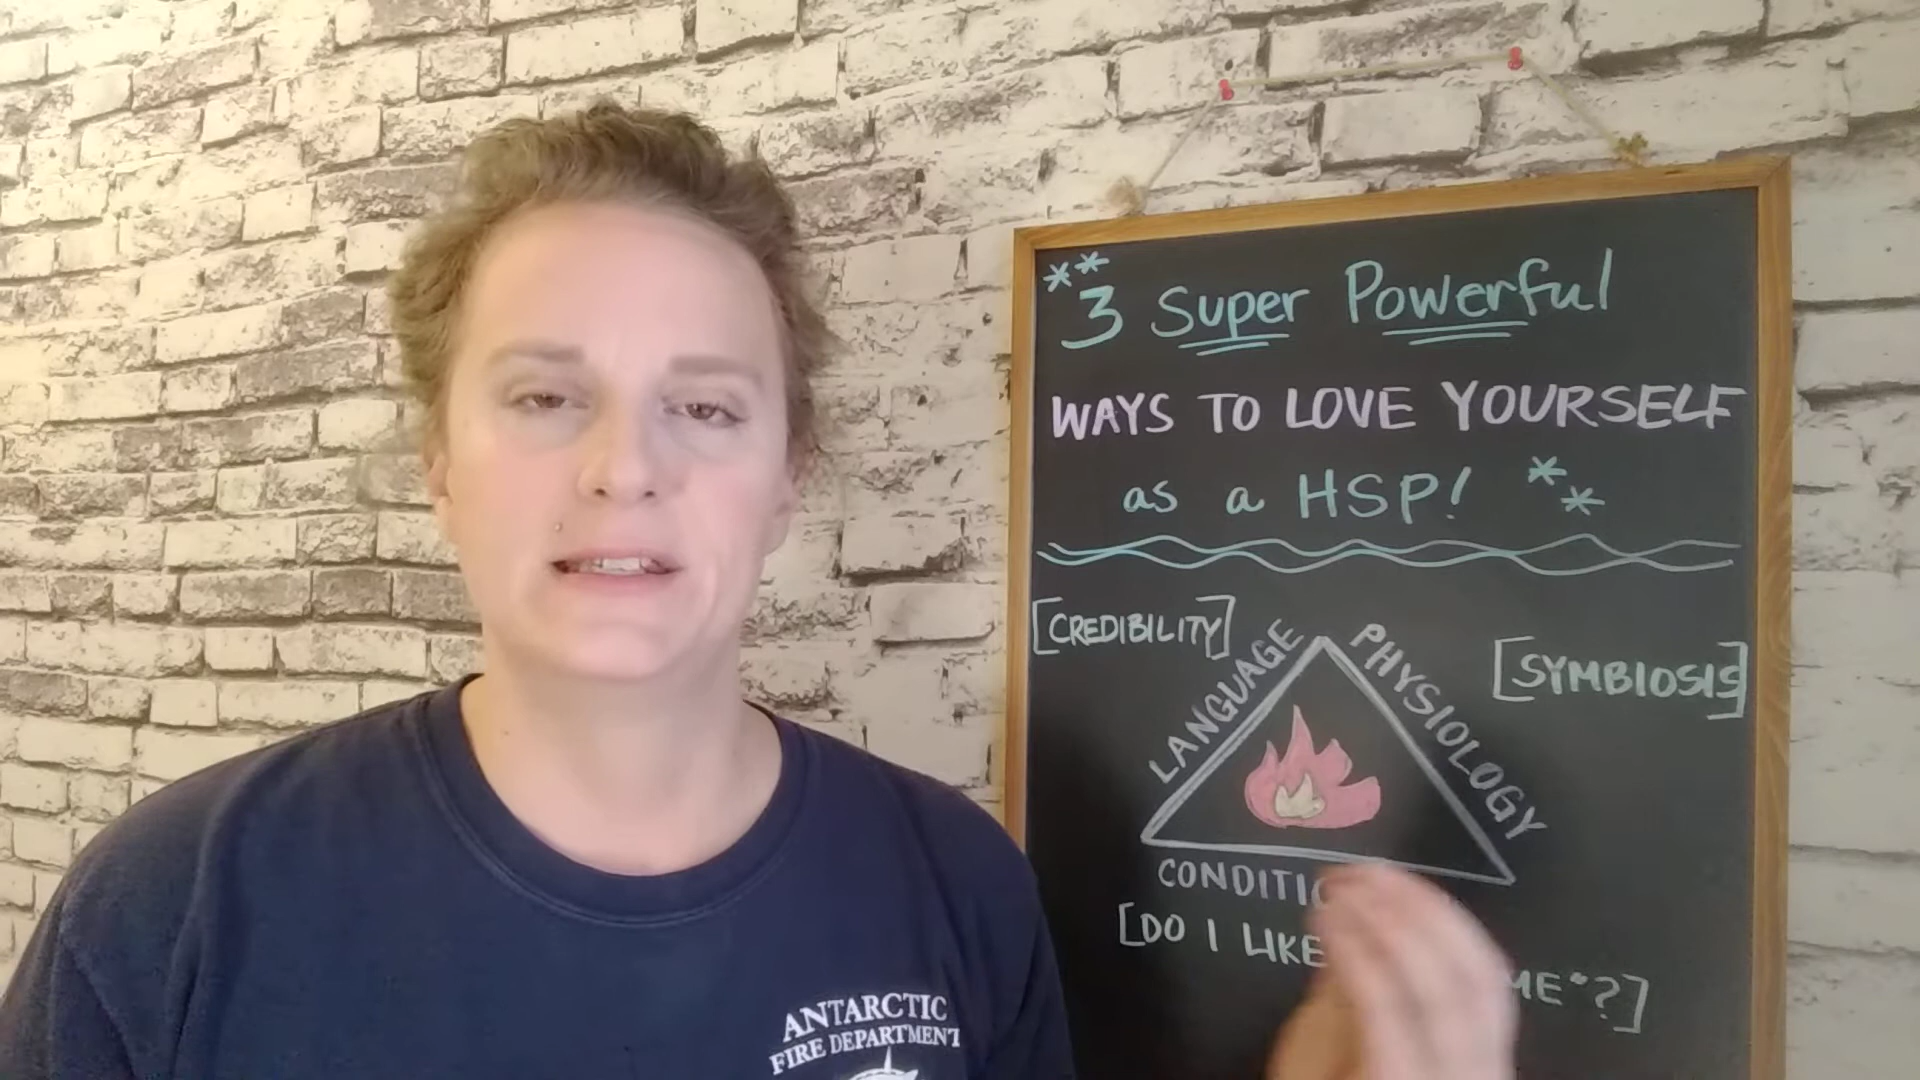 **
3 Super Powerful
WAYS TO LOVE YOURSELF
as a HSP! **
[CREDIBILITY]
LANGUAGE
PHYSIOLOGY
[SYMBIOSIS]
[DO I LIKE ME"?]
ANTARCTIC
FIRE DEPARTMENT